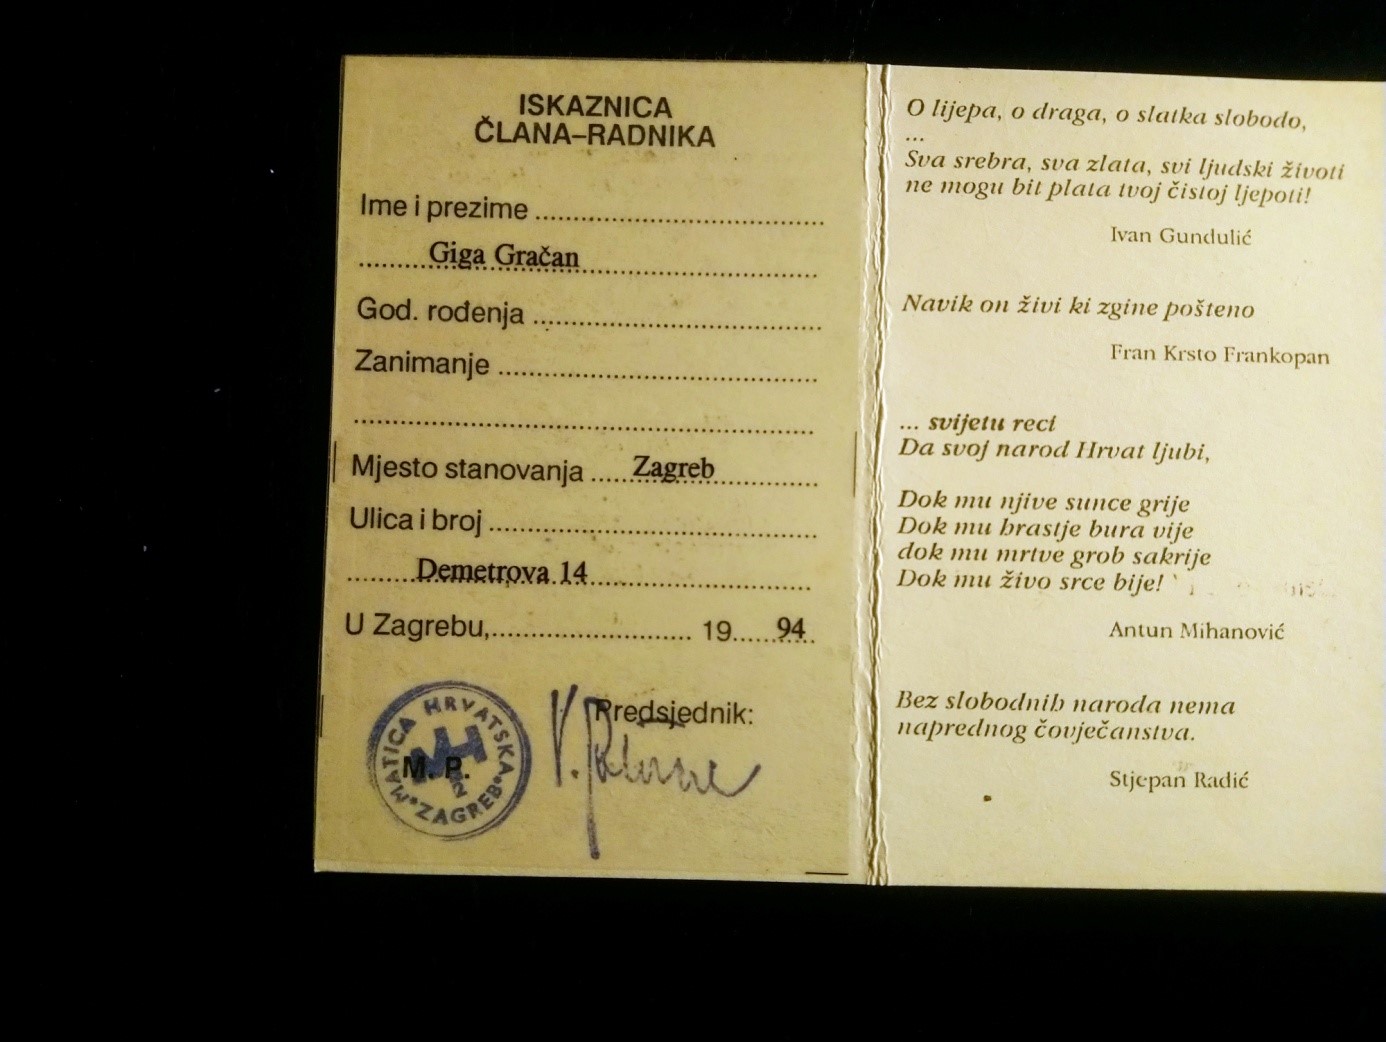 ISKAZNICA
ČLANA–RADNIKA
Ime i prezime
Giga Gračan
God. rođenja
Zanimanje
Mjesto stanovanja Zagreb
Ulica i broj
Demetrova 14
U Zagrebu, 19 94
Predsjednik:
M. P.
MATICA HRVATSKA
ZAGREB
2
O lijepa, o draga, o slatka slobodo,
...
Sva srebra, sva zlata, svi ljudski životi
ne mogu bit plata tvoj čistoj ljepoti!
Ivan Gundulić
Navik on živi ki zgine pošteno
Fran Krsto Frankopan
... svijetu reci
Da svoj narod Hrvat ljubi,
Dok mu njive sunce grije
Dok mu hrastje bura vije
dok mu mrtve grob sakrije
Dok mu živo srce bije!
Antun Mihanović
Bez slobodnih naroda nema
naprednog čovječanstva.
Stjepan Radić